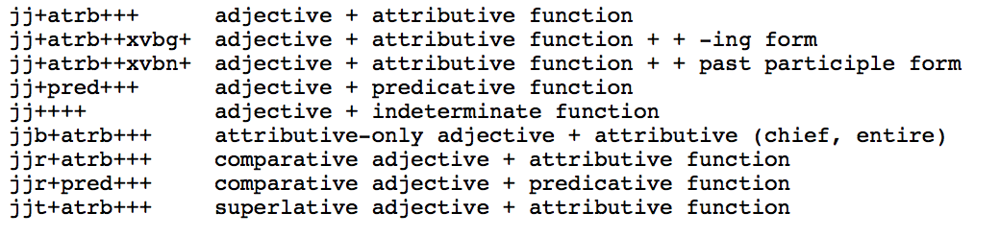 jj+atrb+++ adjective + attributive function
jj+atrb++xvbg+ adjective + attributive function + + -ing form
jj+atrb++xvbn+ adjective + attributive function + + past participle form
jj+pred+++ adjective + predicative function
jj++++ adjective + indeterminate function
jjb+atrb+++ attributive-only adjective + attributive (chief, entire)
jjr+atrb+++ comparative adjective + attributive function
jjr+pred+++ comparative adjective + predicative function
jjt+atrb+++ superlative adjective + attributive function